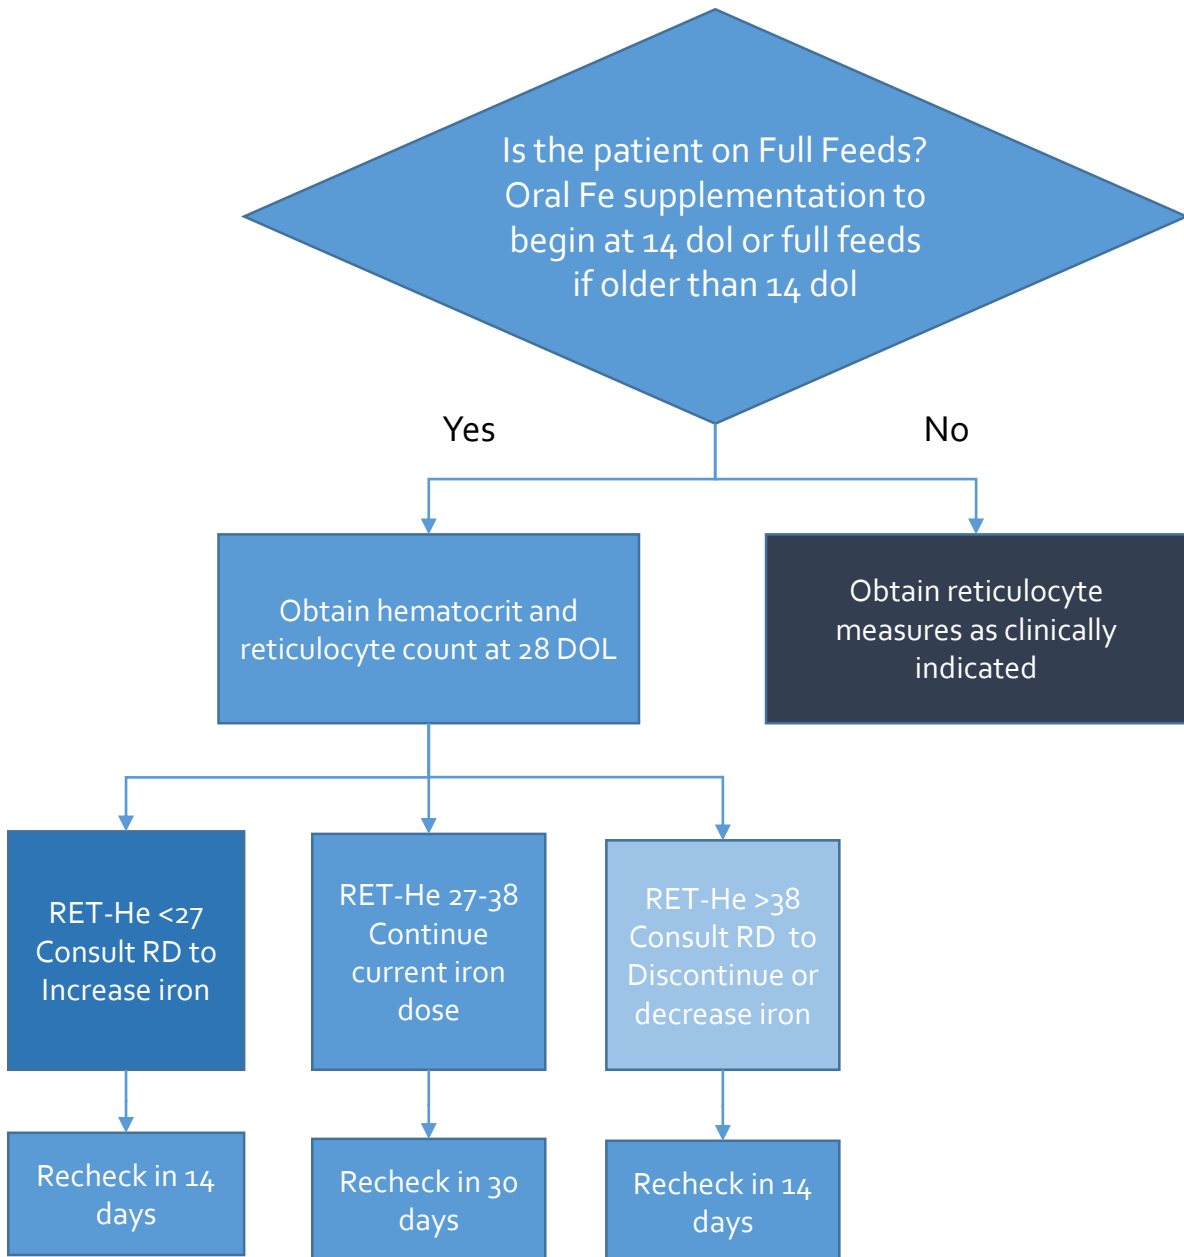 Is the patient on Full Feeds?
Oral Fe supplementation to
begin at 14 dol or full feeds
if older than 14 dol
Yes
No
Obtain hematocrit and
reticulocyte count at 28 DOL
Obtain reticulocyte
measures as clinically
indicated
RET-He <27
Consult RD to
Increase iron
RET-He 27-38
Continue
current iron
dose
RET-He >38
Consult RD to
Discontinue or
decrease iron
Recheck in 14
days
Recheck in 30
days
Recheck in 14
days